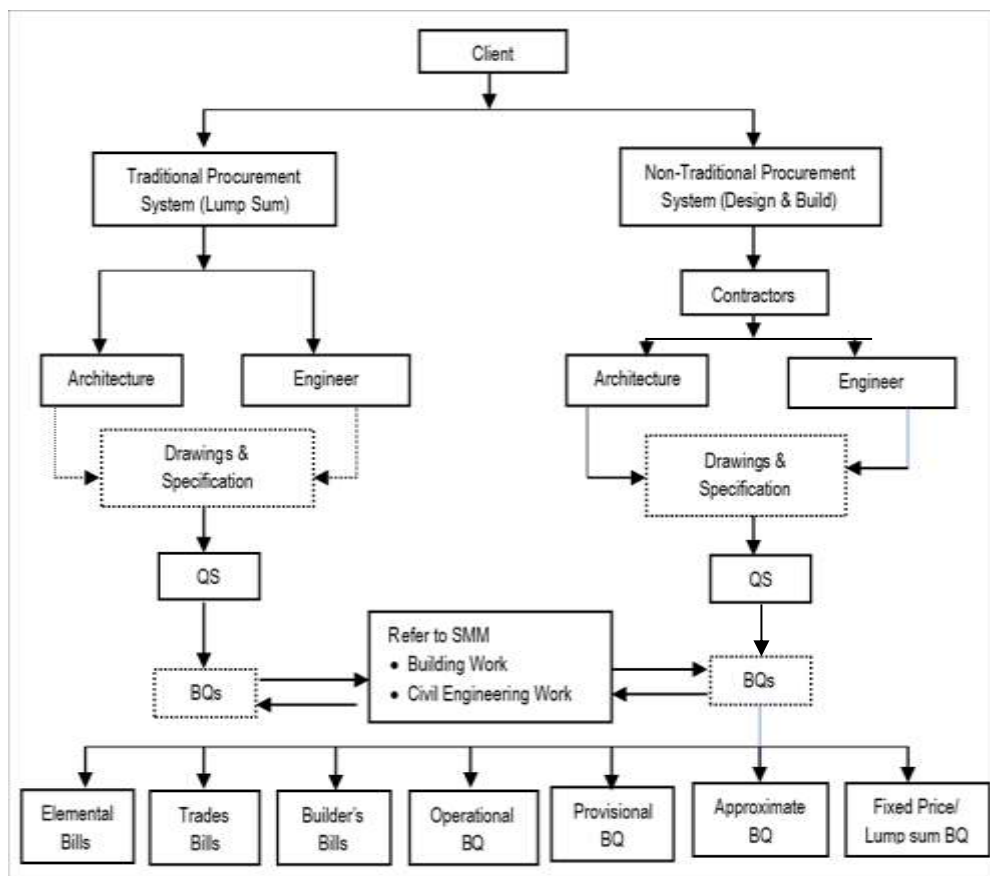 Client
Traditional Procurement
System (Lump Sum)
Non-Traditional Procurement
System (Design & Build)
Contractors
Architecture
Engineer
Architecture
Engineer
Drawings &
Specification
Drawings &
Specification
QS
QS
Refer to SMM
• Building Work
• Civil Engineering Work
BQs
BQs
Elemental
Bills
Trades
Bills
Builder's
Bills
Operational
BQ
Provisional
BQ
Approximate
BQ
Fixed Price/
Lump sum BQ